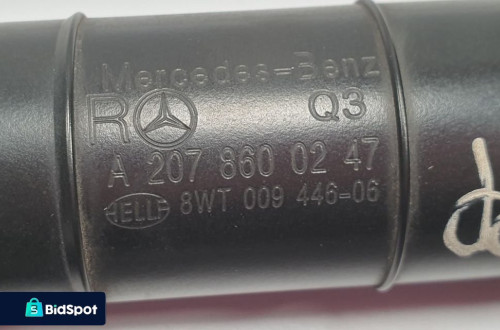 Mercedes-Benz
R Q3
A 207 860 02 47
HELLA 8WT 009 446-06
BidSpot